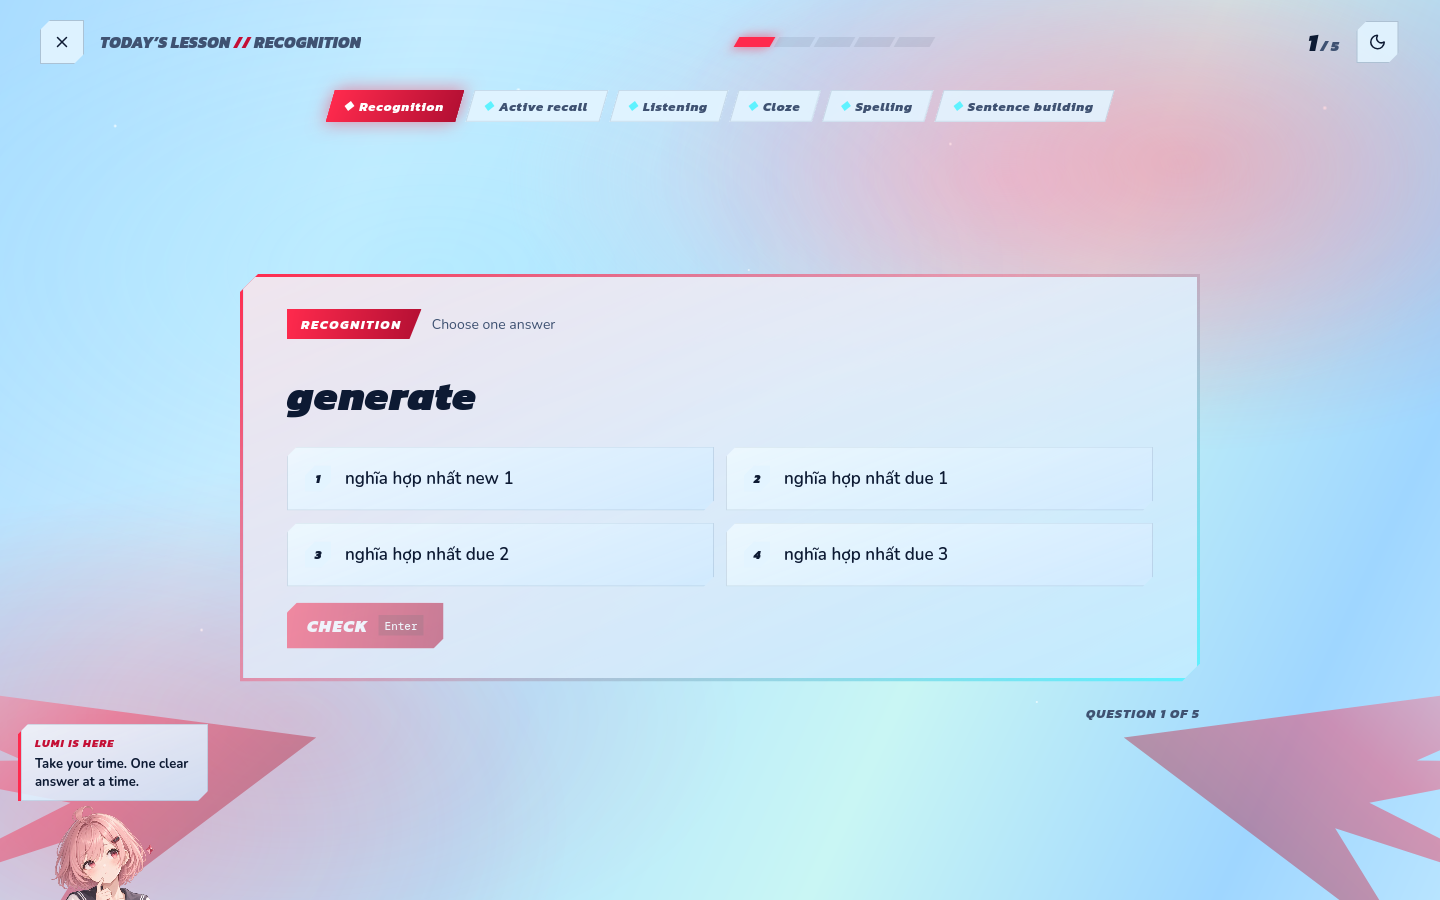 TODAY'S LESSON // RECOGNITION
1 / 5
Recognition
Active recall
Listening
Cloze
Spelling
Sentence building
RECOGNITION
Choose one answer
generate
1 nghĩa hợp nhất new 1
2 nghĩa hợp nhất due 1
3 nghĩa hợp nhất due 2
4 nghĩa hợp nhất due 3
CHECK Enter
QUESTION 1 OF 5
LUMI IS HERE
Take your time. One clear
answer at a time.